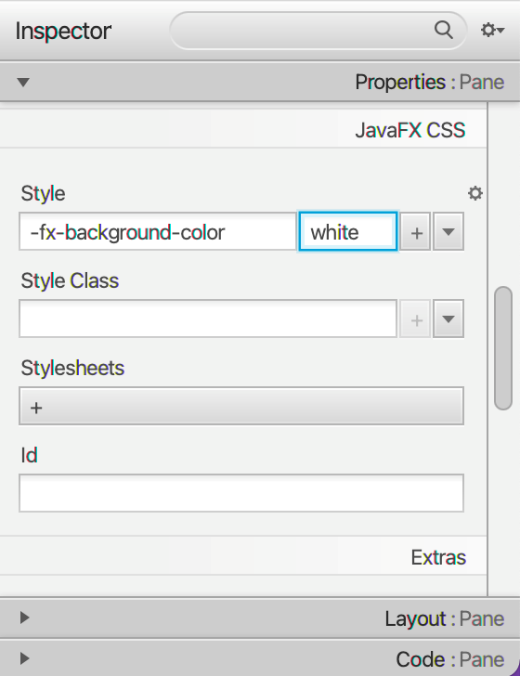 Inspector
Properties : Pane
JavaFX CSS
Style
-fx-background-color white +
Style Class
+
Stylesheets
+
Id
Extras
Layout : Pane
Code : Pane